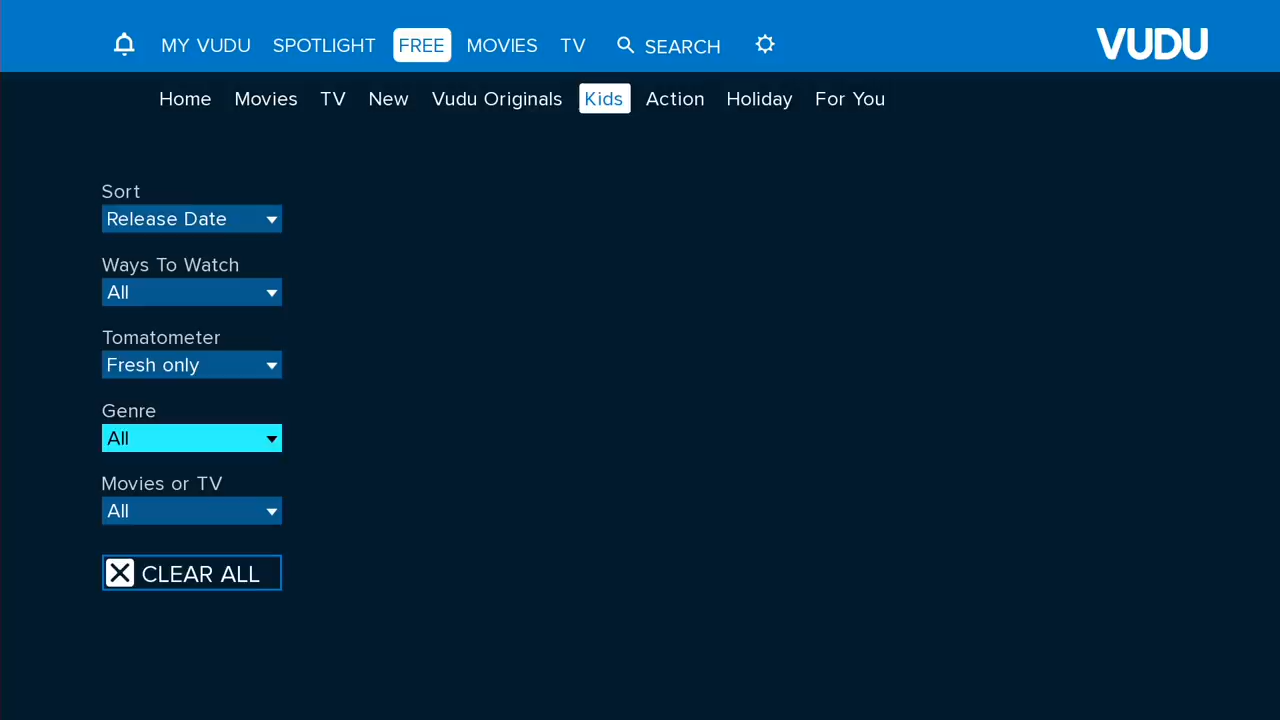 MY VUDU SPOTLIGHT FREE MOVIES TV SEARCH VUDU
Home Movies TV New Vudu Originals Kids Action Holiday For You
Sort
Release Date
Ways To Watch
All
Tomatometer
Fresh only
Genre
All
Movies or TV
All
CLEAR ALL